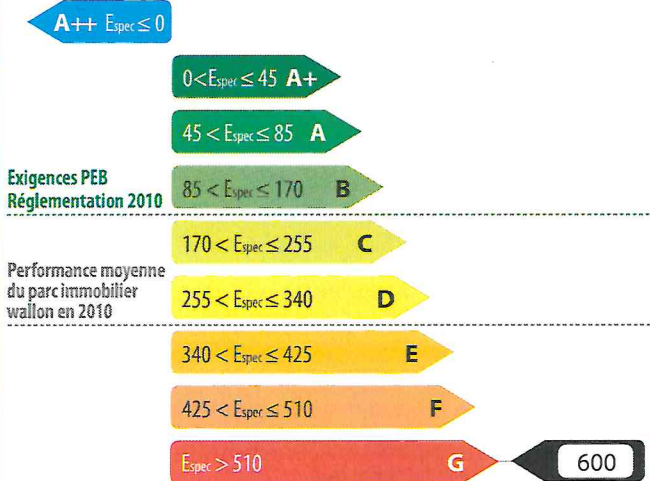 A++ Espec ≤ 0
0 < Espec ≤ 45 A+
45 < Espec ≤ 85 A
Exigences PEB
Réglementation 2010
85 < Espec ≤ 170 B
170 < Espec ≤ 255 C
Performance moyenne
du parc immobilier
wallon en 2010
255 < Espec ≤ 340 D
340 < Espec ≤ 425 E
425 < Espec ≤ 510 F
Espec > 510 G 600